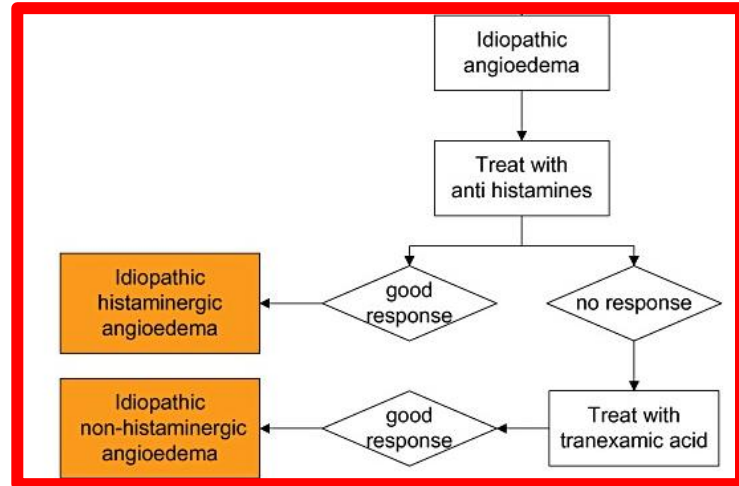 Idiopathic
angioedema
Treat with
anti histamines
good
response
no response
Idiopathic
histaminergic
angioedema
Treat with
tranexamic acid
good
response
Idiopathic
non-histaminergic
angioedema